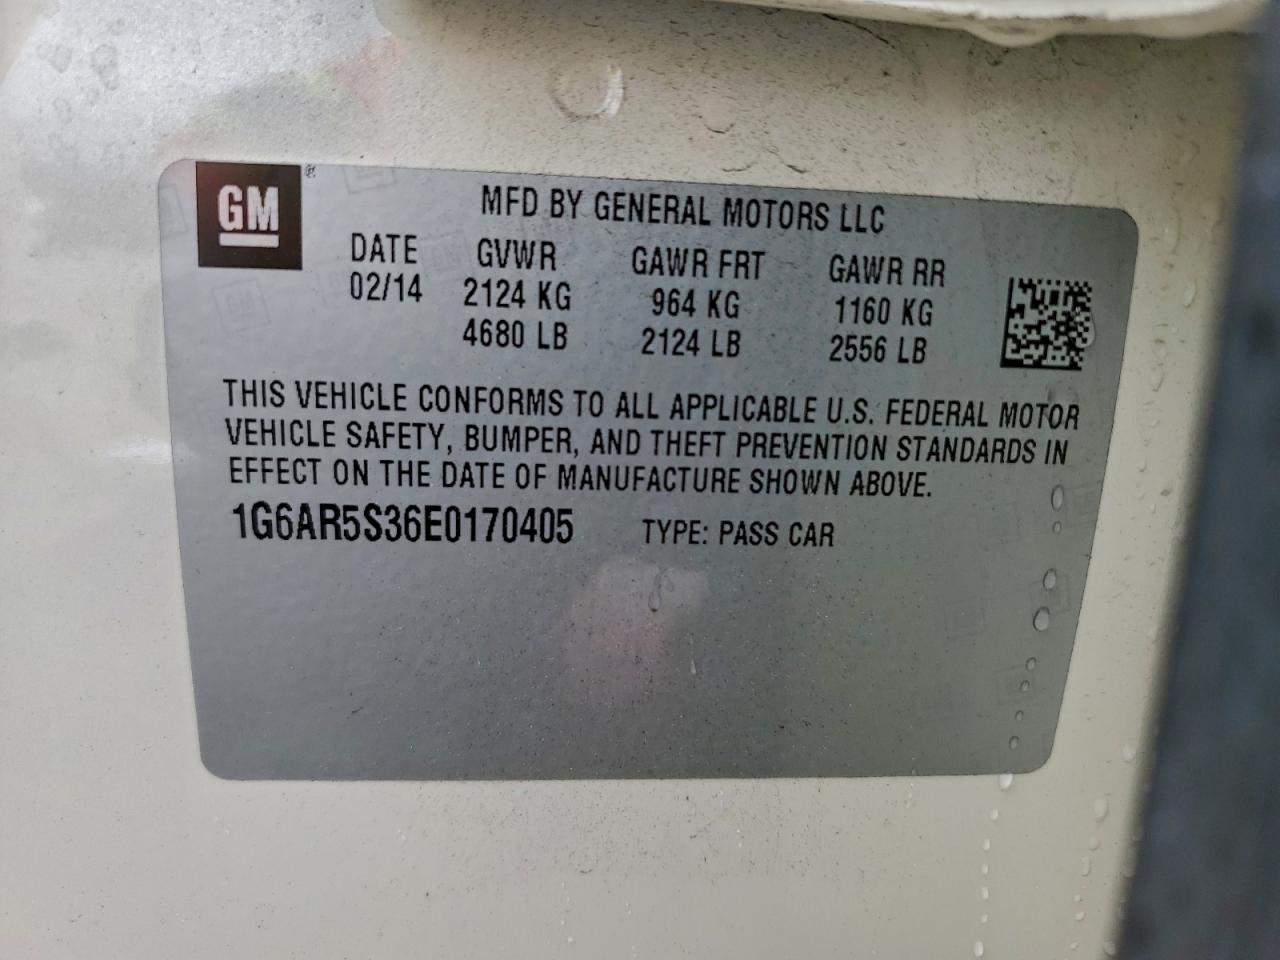 GM®
MFD BY GENERAL MOTORS LLC
DATE GVWR GAWR FRT GAWR RR
02/14 2124 KG 964 KG 1160 KG
4680 LB 2124 LB 2556 LB
THIS VEHICLE CONFORMS TO ALL APPLICABLE U.S. FEDERAL MOTOR
VEHICLE SAFETY, BUMPER, AND THEFT PREVENTION STANDARDS IN
EFFECT ON THE DATE OF MANUFACTURE SHOWN ABOVE.
1G6AR5S36E0170405 TYPE: PASS CAR